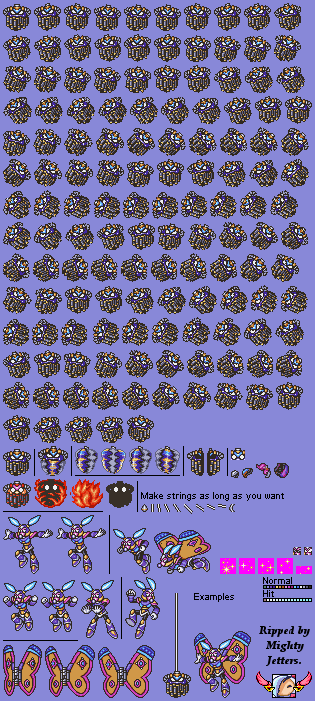 Make strings as long as you want
Normal
Hit
Examples
Ripped by
Mighty
Jetters.